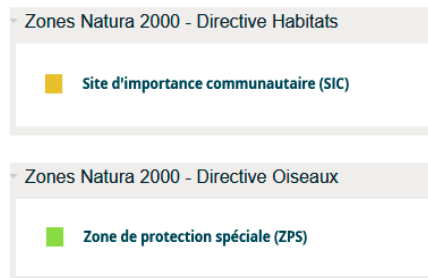 Zones Natura 2000 - Directive Habitats
Site d'importance communautaire (SIC)
Zones Natura 2000 - Directive Oiseaux
Zone de protection spéciale (ZPS)